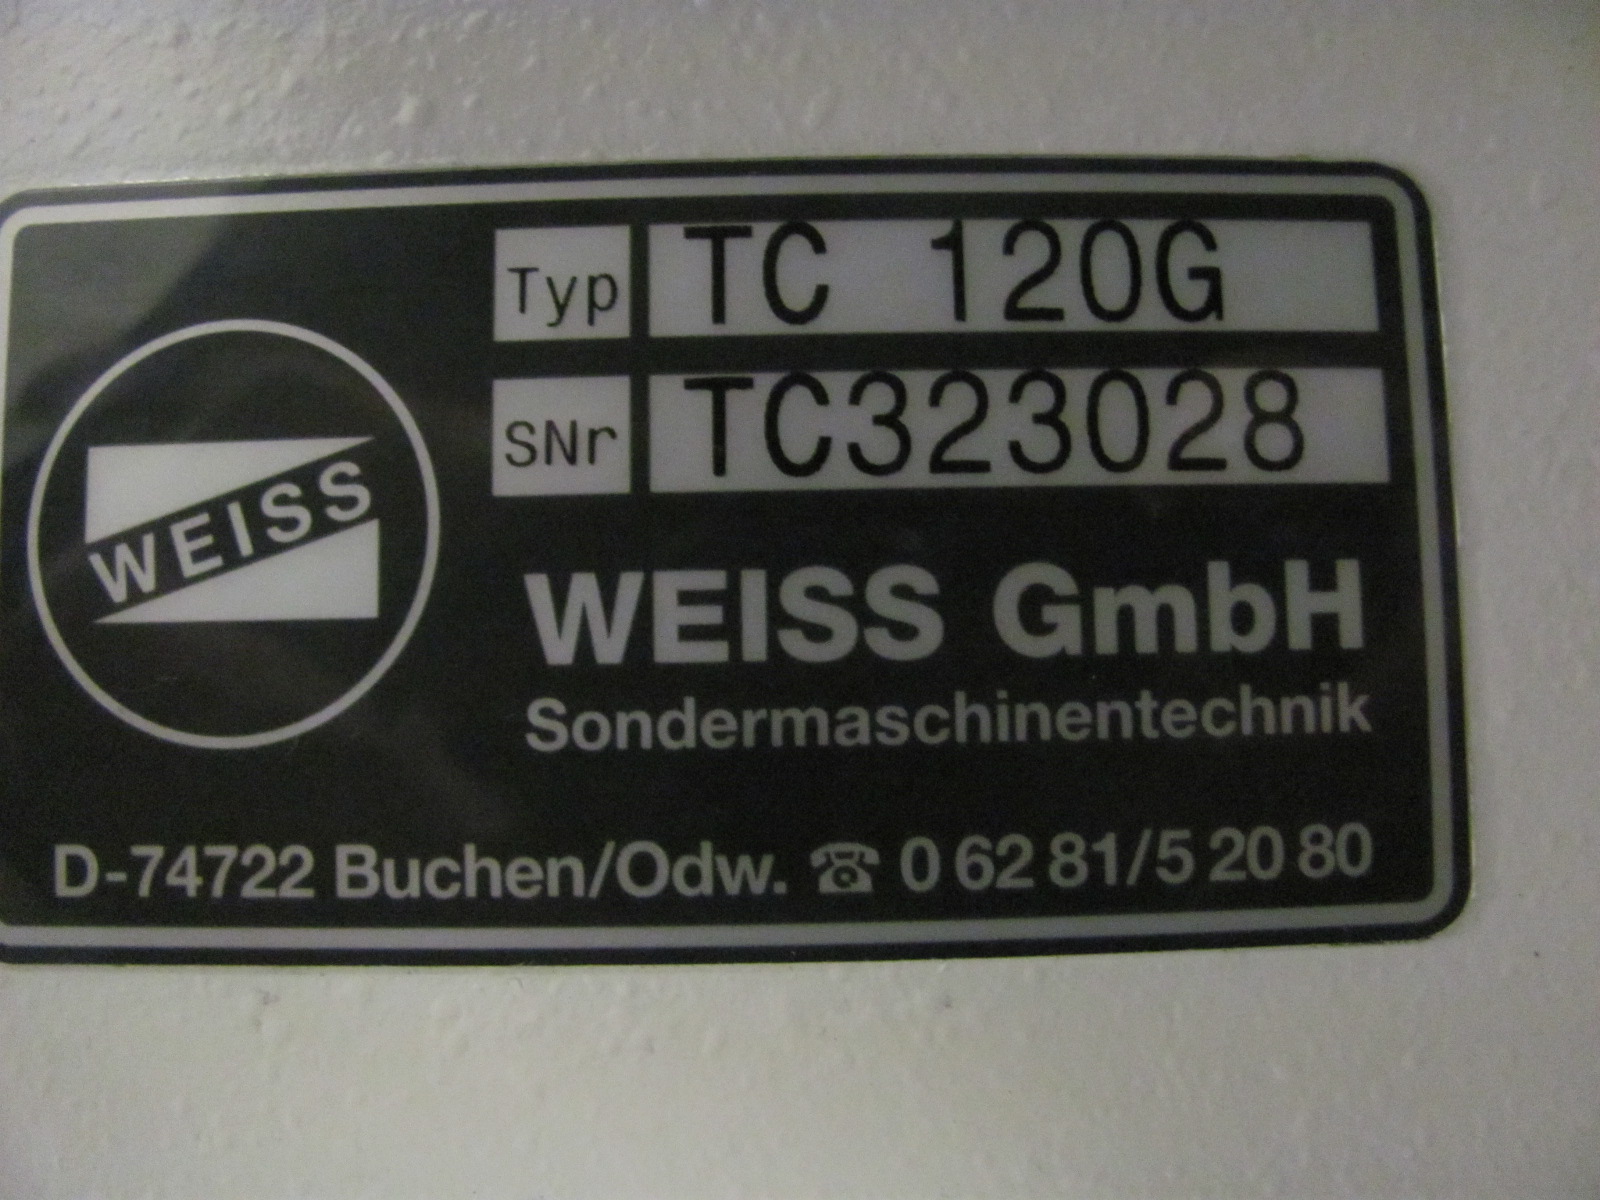 Typ TC 120G
SNr TC323028
WEISS
WEISS GmbH
Sondermaschinentechnik
D-74722 Buchen/Odw. ☎ 0 62 81/5 20 80